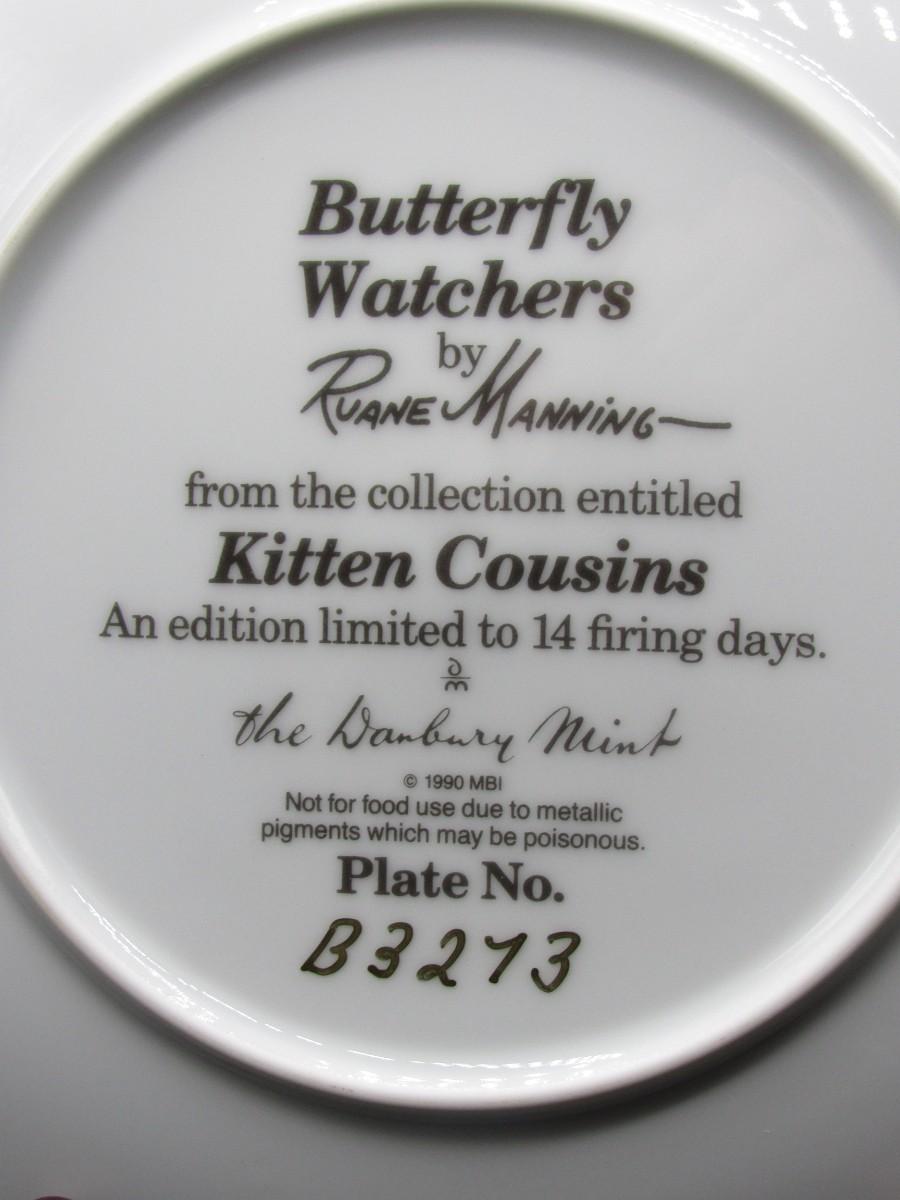 Butterfly
Watchers
by
RUANE MANNING
from the collection entitled
Kitten Cousins
An edition limited to 14 firing days.
dm
the Danbury Mint
© 1990 MBI
Not for food use due to metallic
pigments which may be poisonous.
Plate No.
B3273